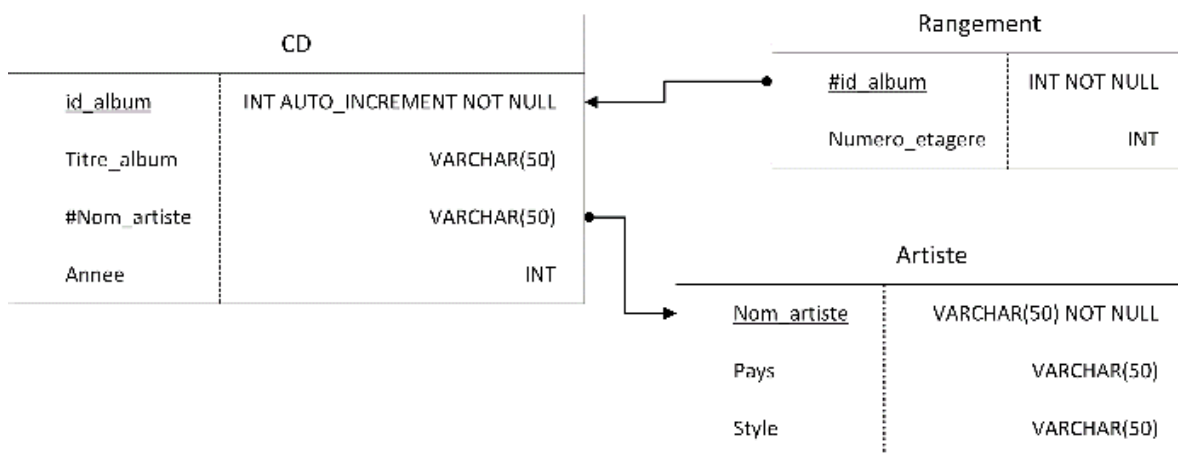 CD
id_album INT AUTO_INCREMENT NOT NULL
Titre_album VARCHAR(50)
#Nom_artiste VARCHAR(50)
Annee INT
Rangement
#id_album INT NOT NULL
Numero_etagere INT
Artiste
Nom_artiste VARCHAR(50) NOT NULL
Pays VARCHAR(50)
Style VARCHAR(50)